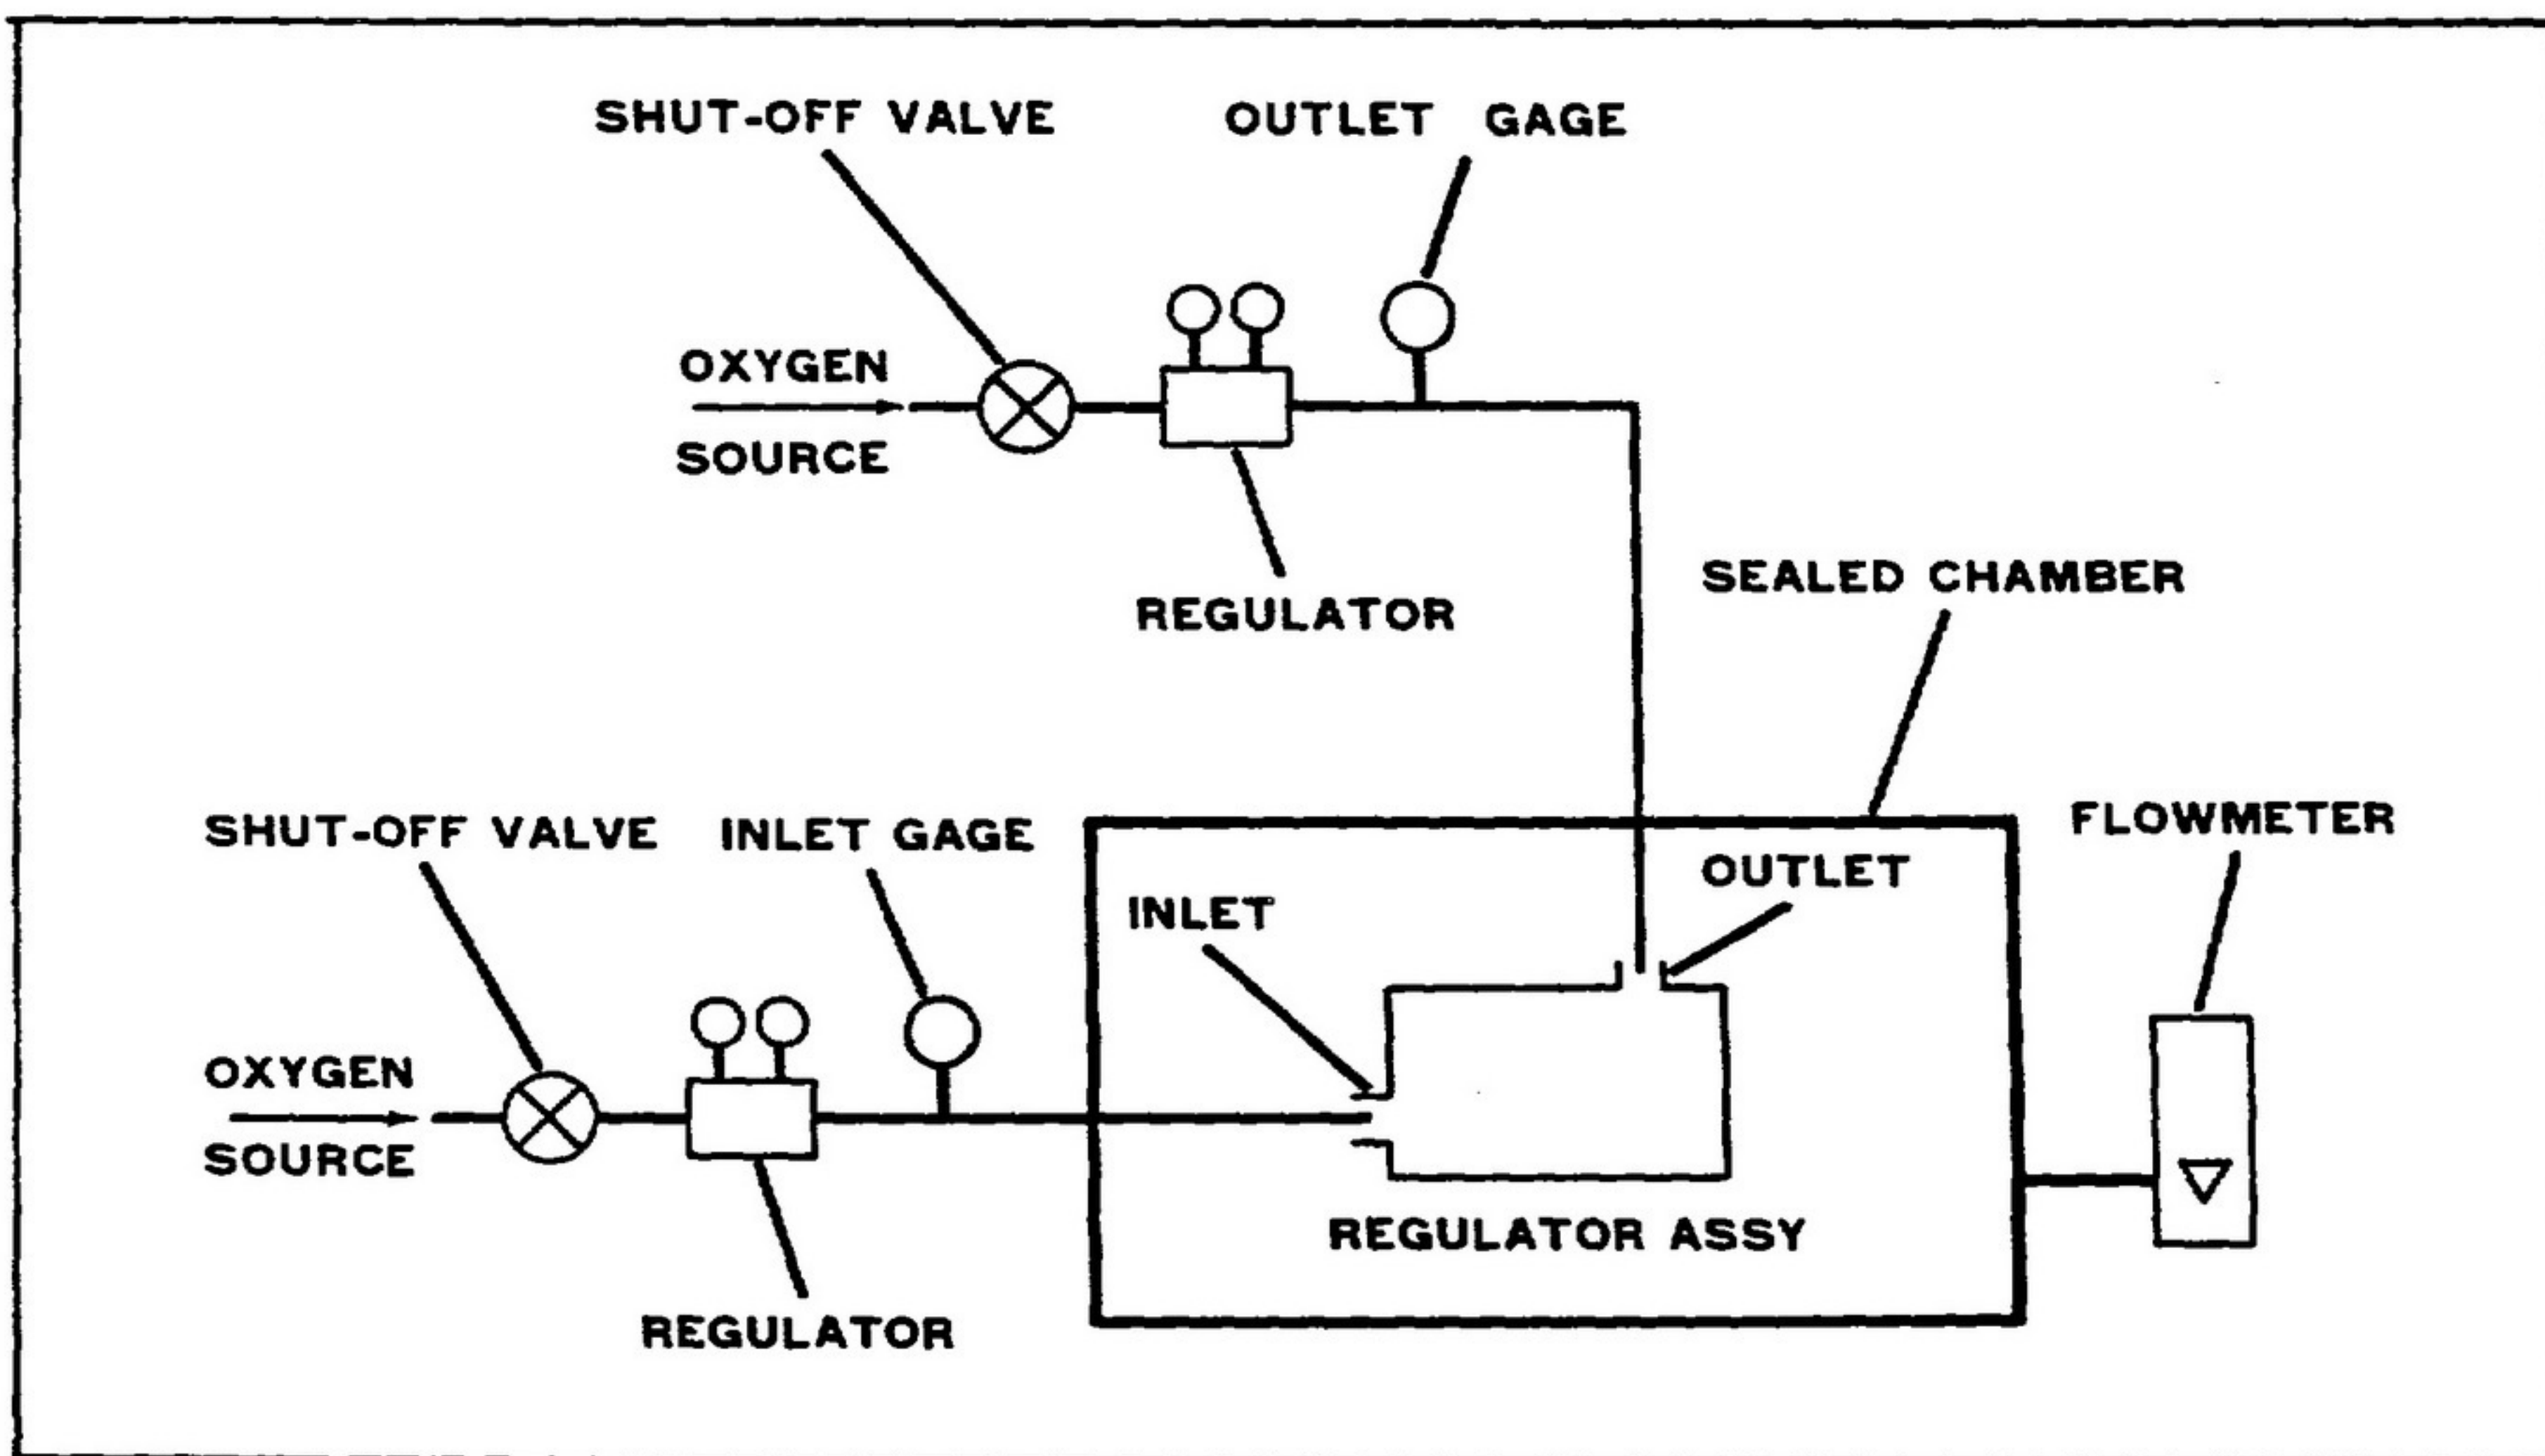 SHUT-OFF VALVE
OUTLET GAGE
OXYGEN
SOURCE
REGULATOR
SEALED CHAMBER
SHUT-OFF VALVE
INLET GAGE
FLOWMETER
OUTLET
INLET
OXYGEN
SOURCE
REGULATOR ASSY
REGULATOR